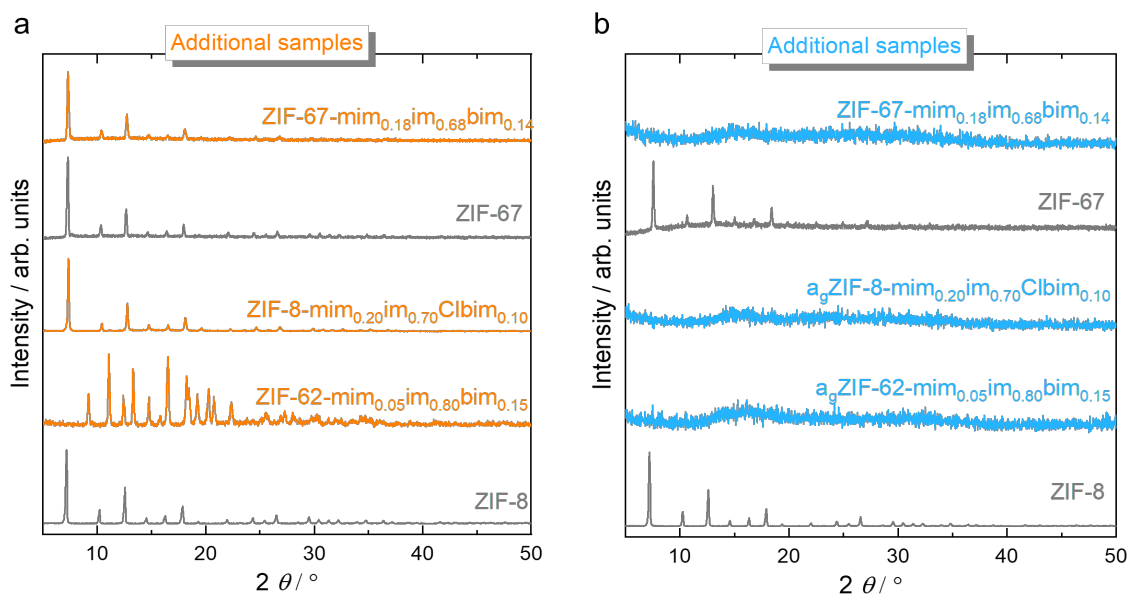 a
Additional samples
ZIF-67-mim0.18im0.68bim0.14
ZIF-67
ZIF-8-mim0.20im0.70Clbim0.10
ZIF-62-mim0.05im0.80bim0.15
ZIF-8
Intensity / arb. units
10 20 30 40 50
2 θ / °
b
Additional samples
ZIF-67-mim0.18im0.68bim0.14
ZIF-67
agZIF-8-mim0.20im0.70Clbim0.10
agZIF-62-mim0.05im0.80bim0.15
ZIF-8
Intensity / arb. units
10 20 30 40 50
2 θ / °